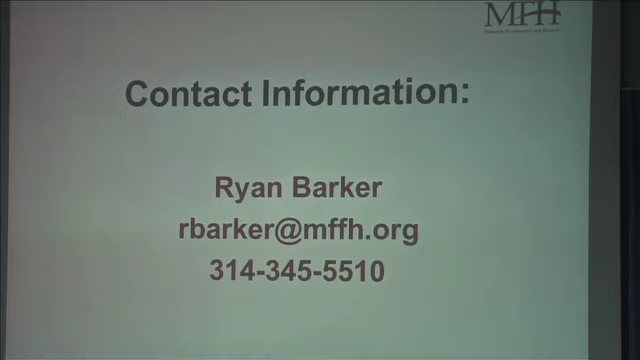 MFH
Contact Information:
Ryan Barker
rbarker@mffh.org
314-345-5510